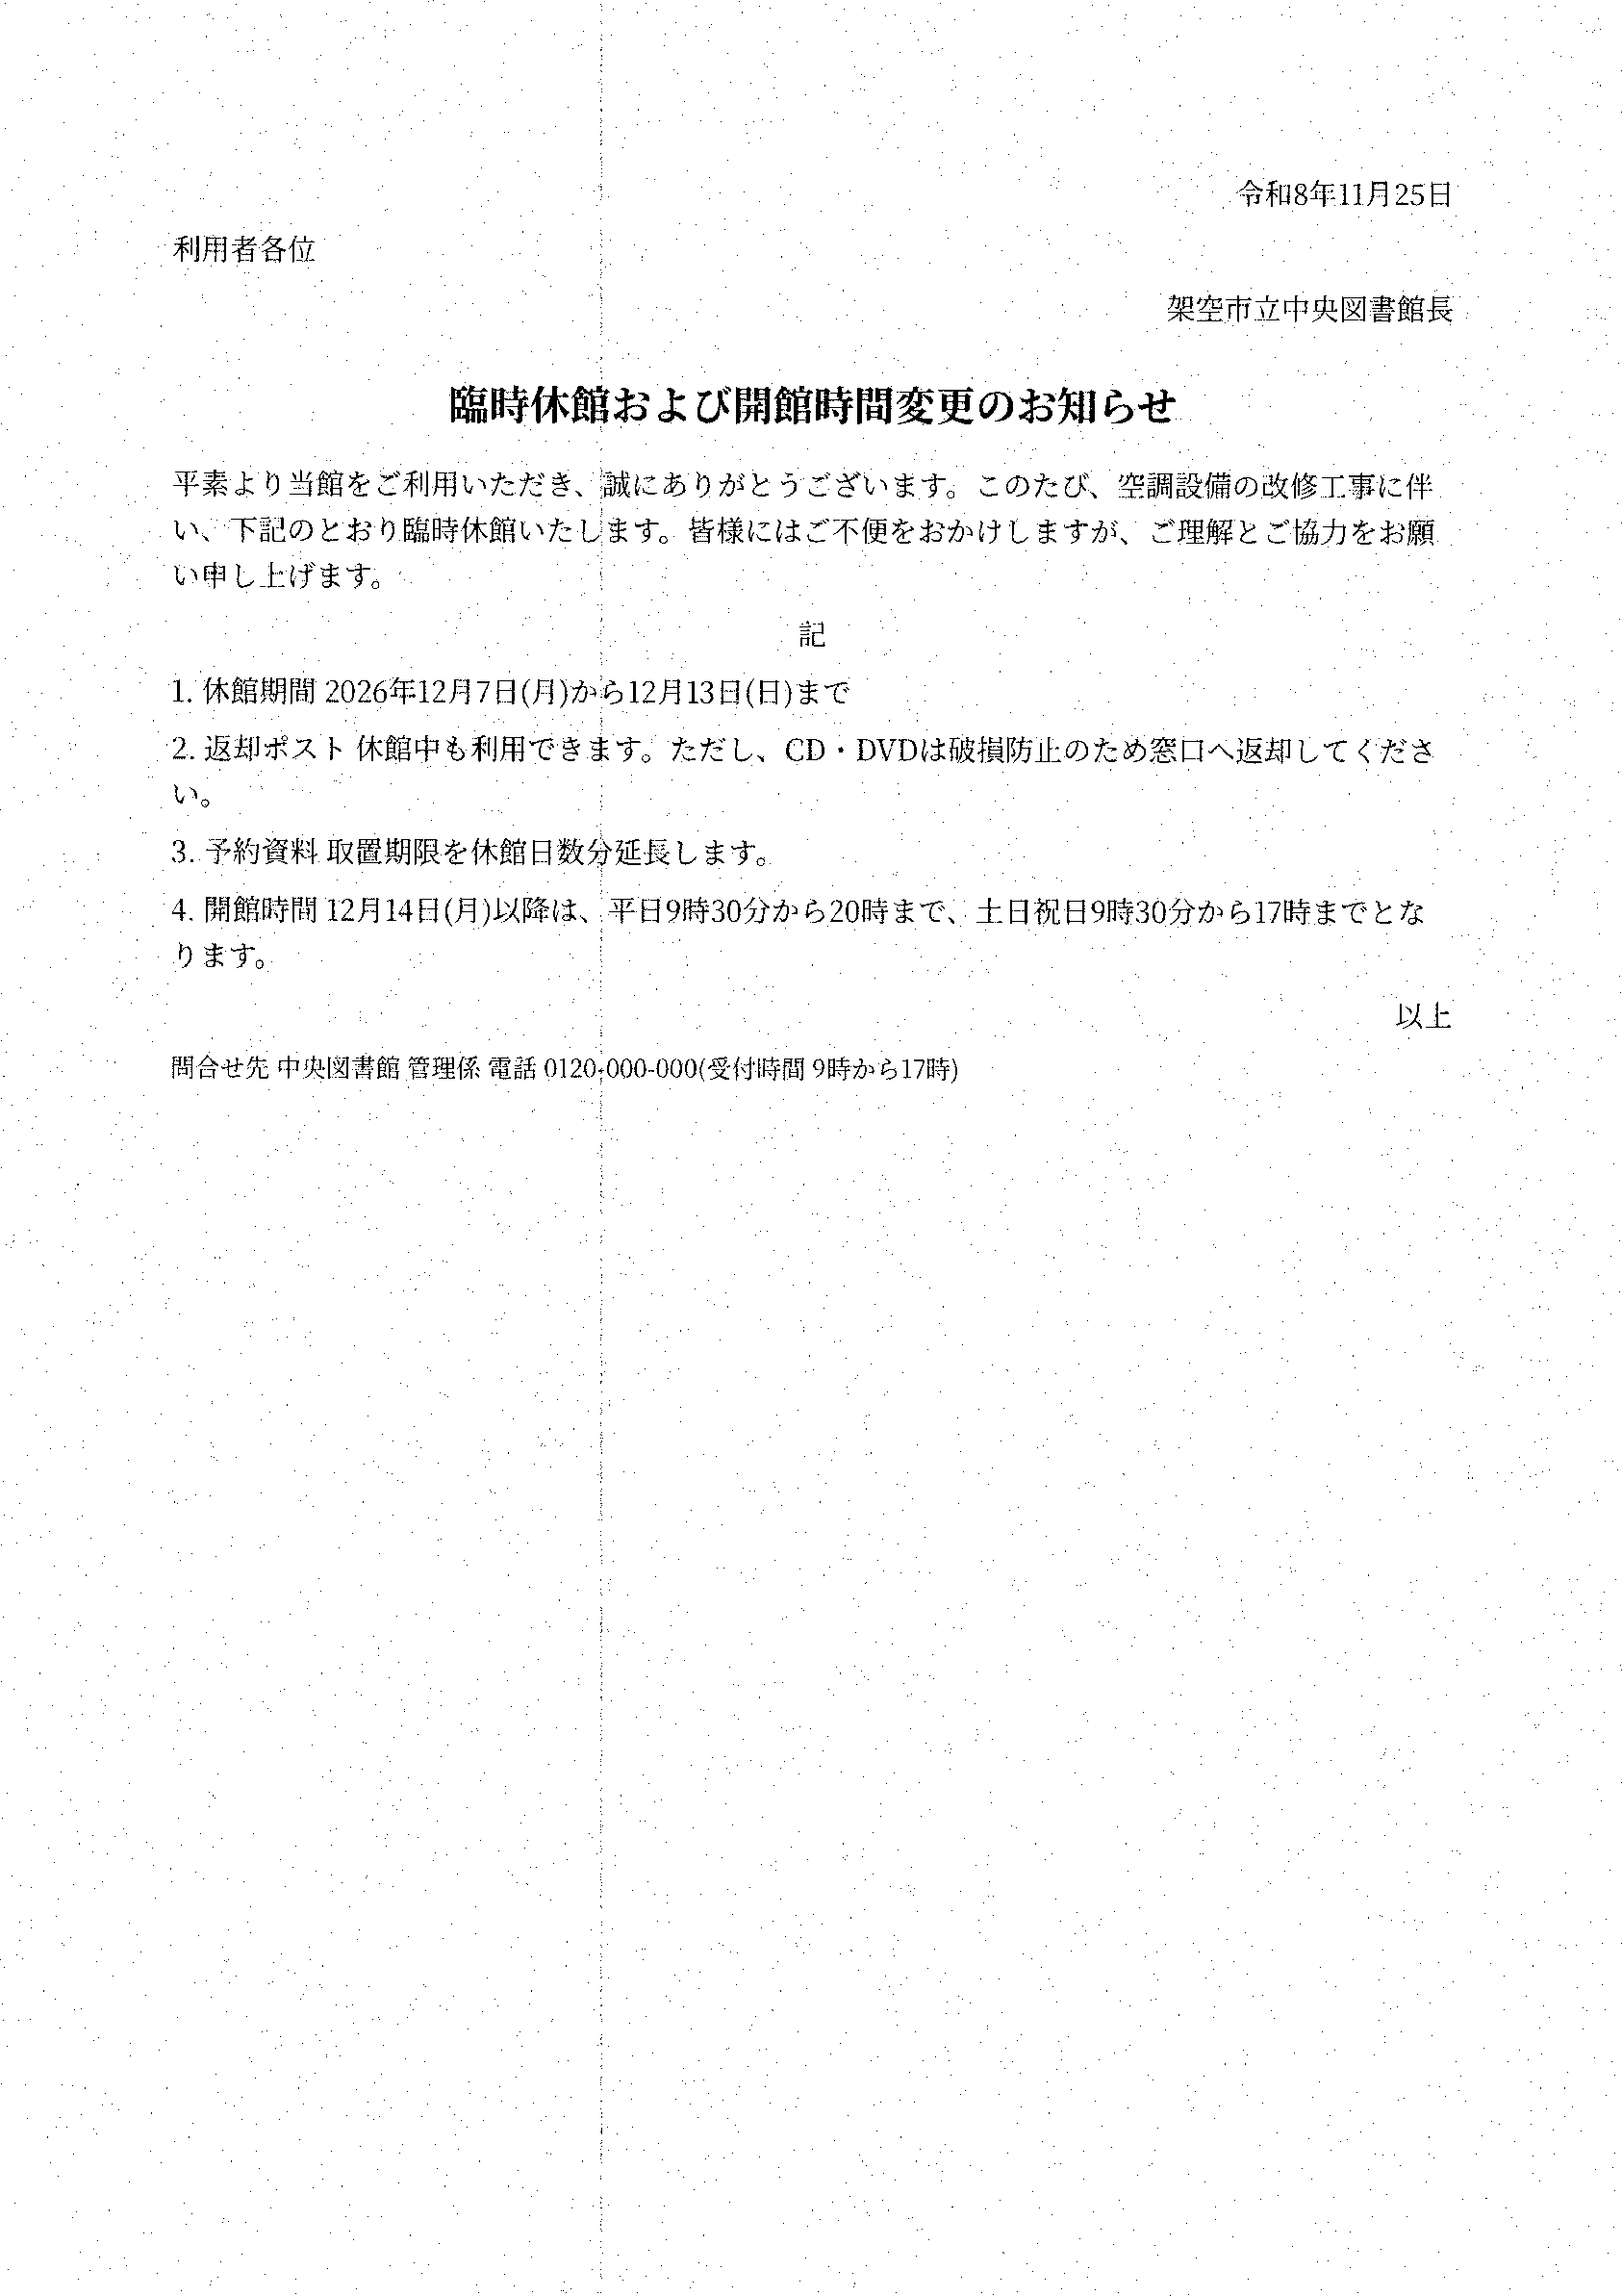 令和8年11月25日
利用者各位
架空市立中央図書館長
臨時休館および開館時間変更のお知らせ
平素より当館をご利用いただき、誠にありがとうございます。このたび、空調設備の改修工事に伴
い、下記のとおり臨時休館いたします。皆様にはご不便をおかけしますが、ご理解とご協力をお願
い申し上げます。
記
1. 休館期間 2026年12月7日(月)から12月13日(日)まで
2. 返却ポスト 休館中も利用できます。ただし、CD・DVDは破損防止のため窓口へ返却してくださ
い。
3. 予約資料 取置期限を休館日数分延長します。
4. 開館時間 12月14日(月)以降は、平日9時30分から20時まで、土日祝日9時30分から17時までとな
ります。
以上
問合せ先 中央図書館 管理係 電話 0120-000-000(受付時間 9時から17時)